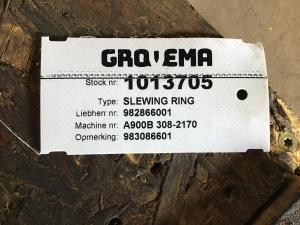 GROVEMA
Stock nr: 1013705
Type: SLEWING RING
Liebherr nr: 982866001
Machine nr: A900B 308-2170
Opmerking: 983086601